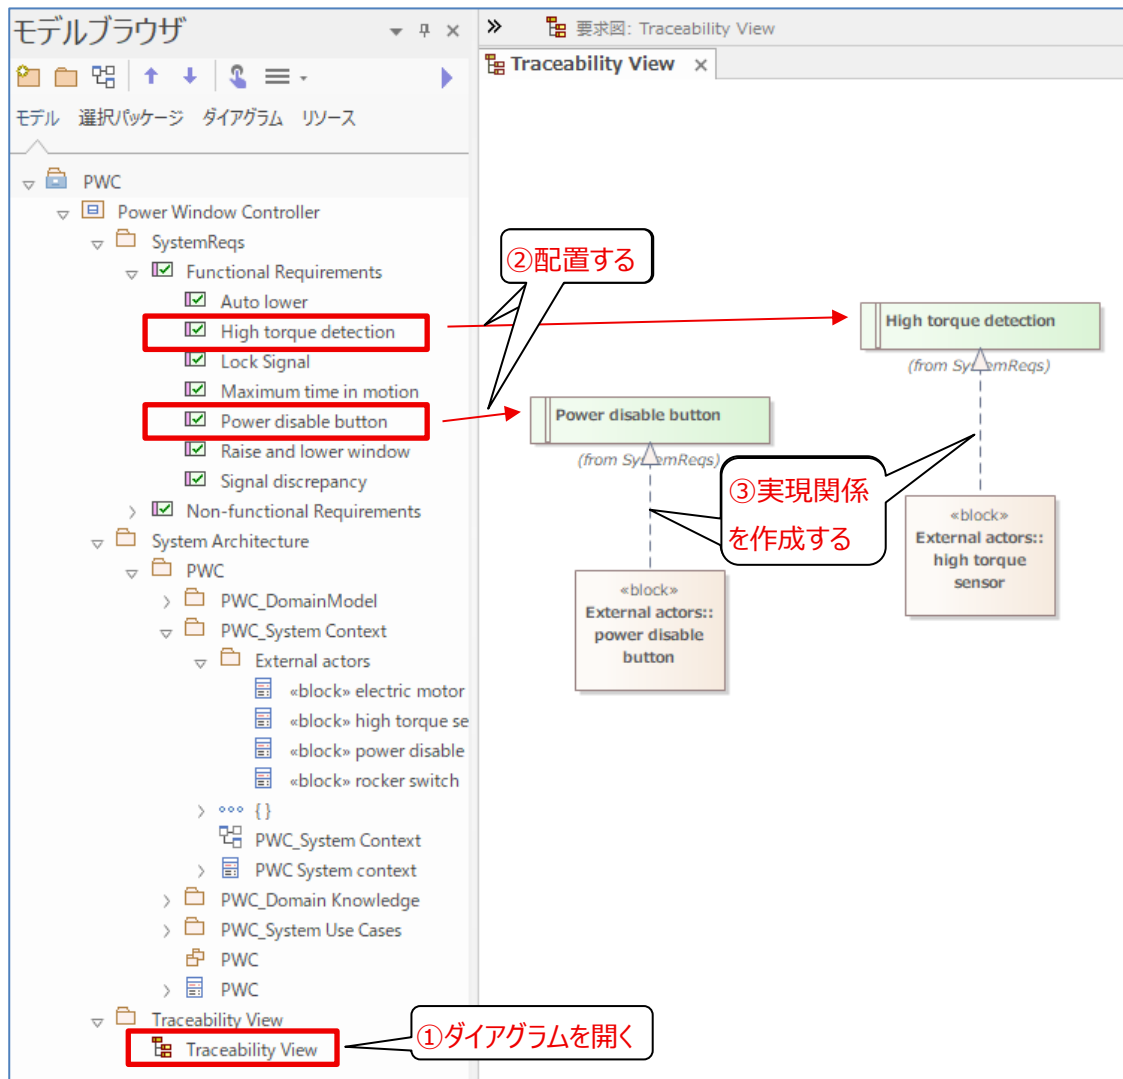 モデルブラウザ
モデル 選択パッケージ ダイアグラム リソース
PWC
Power Window Controller
SystemReqs
Functional Requirements
Auto lower
High torque detection
Lock Signal
Maximum time in motion
Power disable button
Raise and lower window
Signal discrepancy
Non-functional Requirements
System Architecture
PWC
PWC_DomainModel
PWC_System Context
External actors
«block» electric motor
«block» high torque se
«block» power disable
«block» rocker switch
{}
PWC_System Context
PWC System context
PWC_Domain Knowledge
PWC_System Use Cases
PWC
PWC
Traceability View
Traceability View
①ダイアグラムを開く
要求図: Traceability View
Traceability View
②配置する
High torque detection
(from SystemReqs)
Power disable button
(from SystemReqs)
③実現関係
を作成する
«block»
External actors::
high torque
sensor
«block»
External actors::
power disable
button